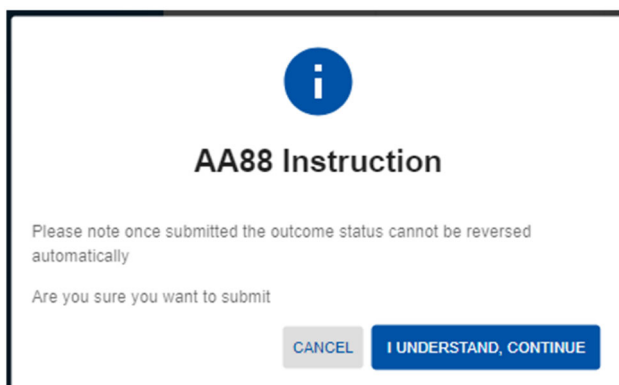 AA88 Instruction
Please note once submitted the outcome status cannot be reversed
automatically
Are you sure you want to submit
CANCEL
I UNDERSTAND, CONTINUE